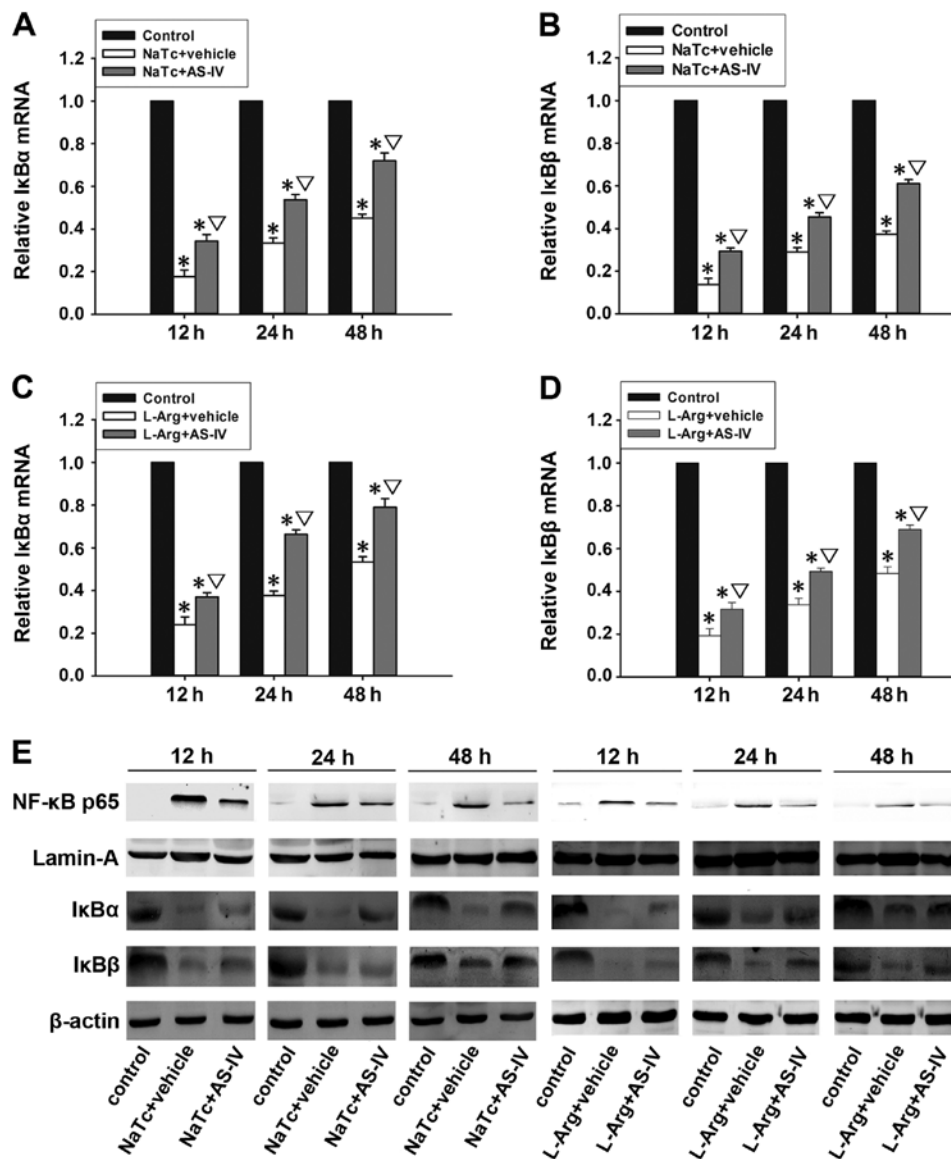 A
Control
NaTc+vehicle
NaTc+AS-IV
Relative IκBα mRNA
1.2
1.0
0.8
0.6
0.4
0.2
0.0
* *▽ * *▽ * *▽
12 h 24 h 48 h
B
Control
NaTc+vehicle
NaTc+AS-IV
Relative IκBβ mRNA
1.2
1.0
0.8
0.6
0.4
0.2
0.0
* *▽ * *▽ * *▽
12 h 24 h 48 h
C
Control
L-Arg+vehicle
L-Arg+AS-IV
Relative IκBα mRNA
1.2
1.0
0.8
0.6
0.4
0.2
0.0
* *▽ * *▽ * *▽
12 h 24 h 48 h
D
Control
L-Arg+vehicle
L-Arg+AS-IV
Relative IκBβ mRNA
1.2
1.0
0.8
0.6
0.4
0.2
0.0
* *▽ * *▽ * *▽
12 h 24 h 48 h
E
12 h 24 h 48 h 12 h 24 h 48 h
NF-κB p65
Lamin-A
IκBα
IκBβ
β-actin
control NaTc+vehicle NaTc+AS-IV control NaTc+vehicle NaTc+AS-IV control NaTc+vehicle NaTc+AS-IV control L-Arg+vehicle L-Arg+AS-IV control L-Arg+vehicle L-Arg+AS-IV control L-Arg+vehicle L-Arg+AS-IV